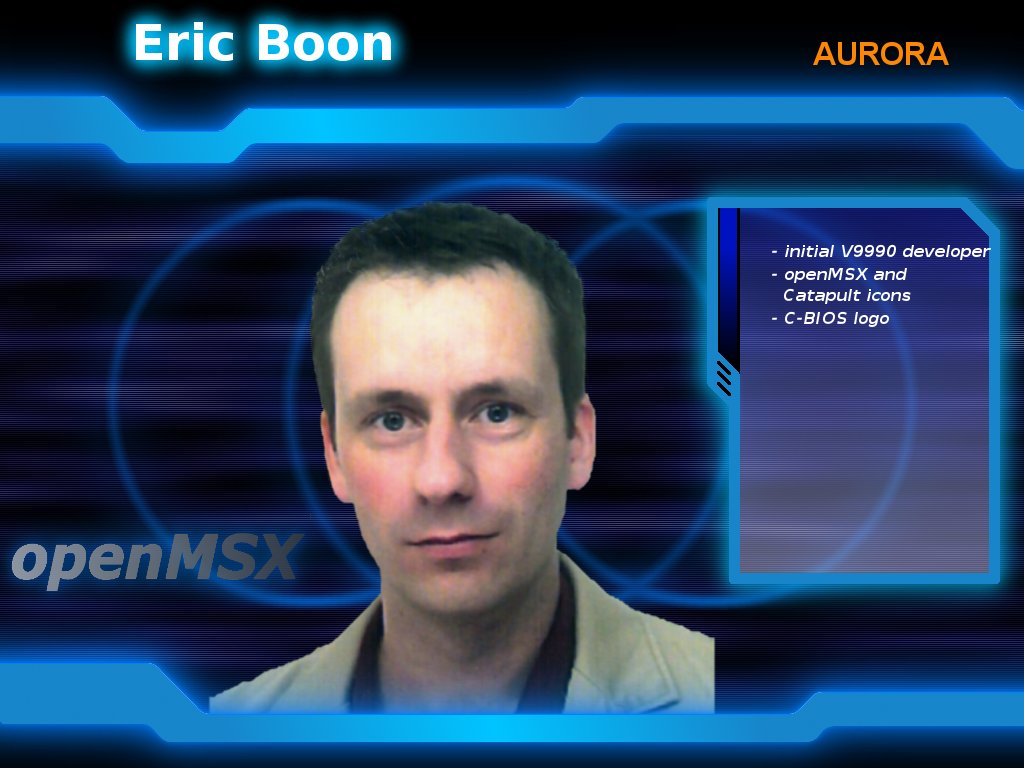 Eric Boon
AURORA
- initial V9990 developer
- openMSX and
Catapult icons
- C-BIOS logo
openMSX